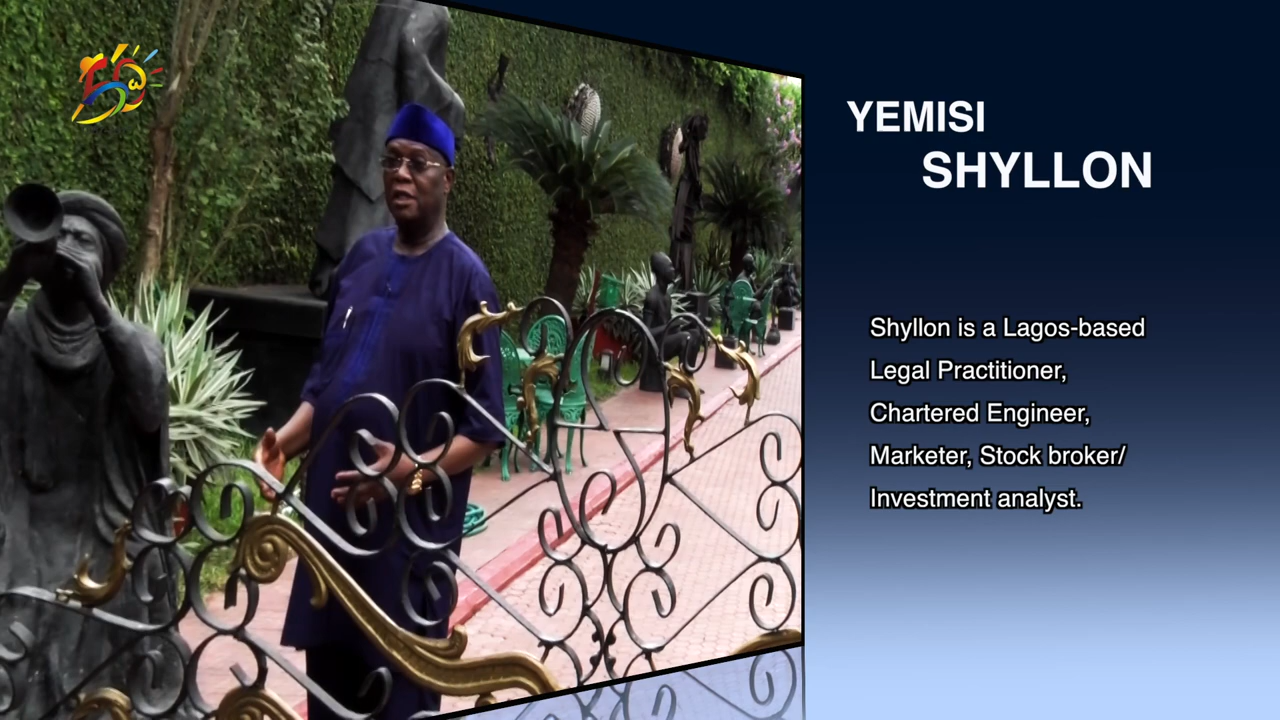 YEMISI
SHYLLON
Shyllon is a Lagos-based
Legal Practitioner,
Chartered Engineer,
Marketer, Stock broker/
Investment analyst.